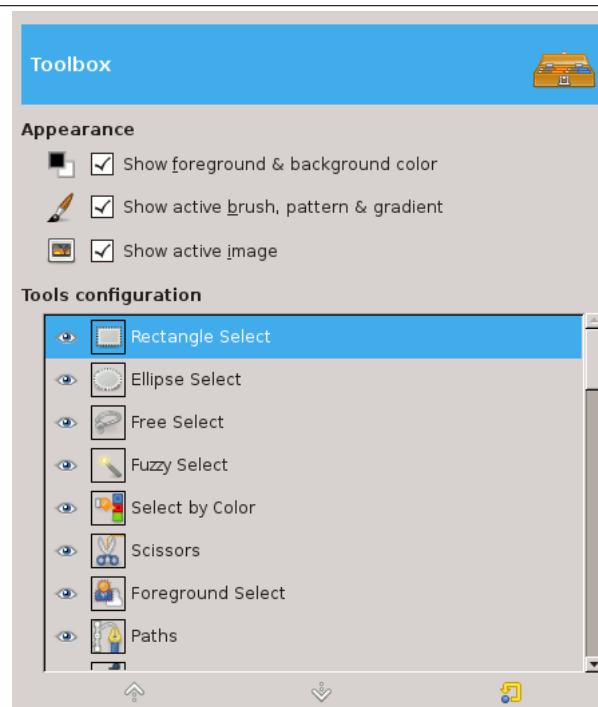 Toolbox
Appearance
Show foreground & background color
Show active brush, pattern & gradient
Show active image
Tools configuration
Rectangle Select
Ellipse Select
Free Select
Fuzzy Select
Select by Color
Scissors
Foreground Select
Paths